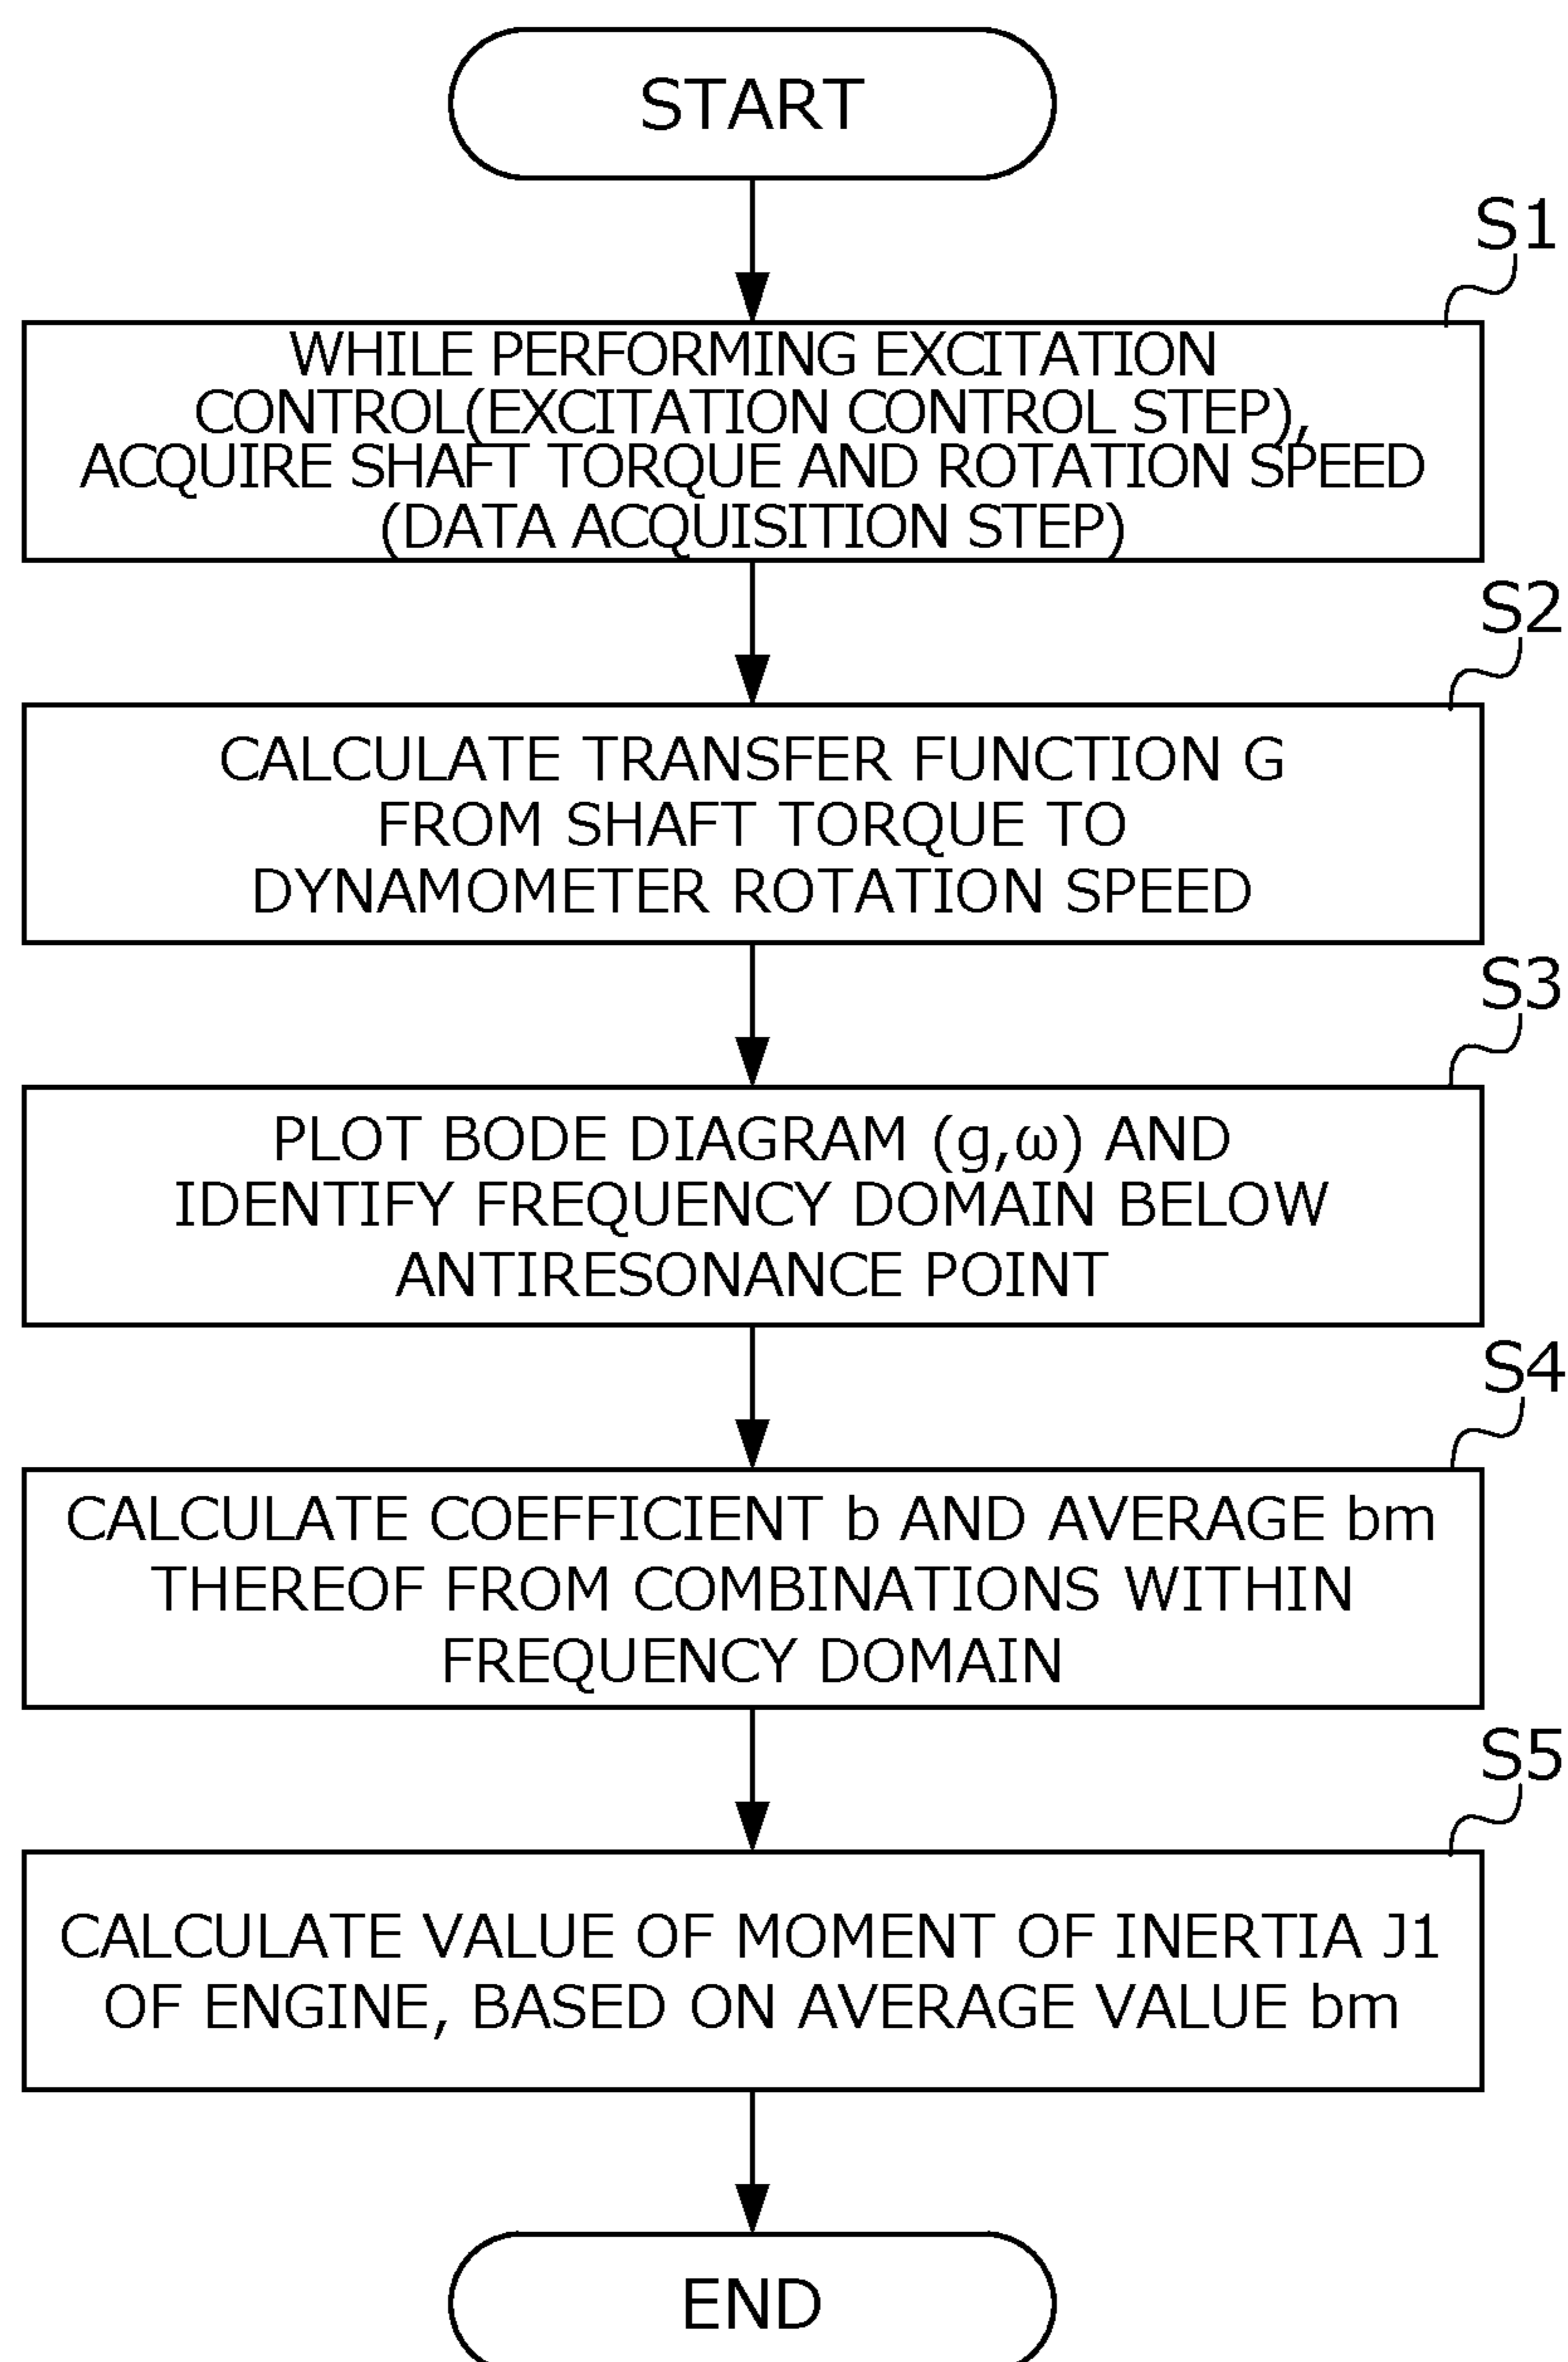 START
S1
WHILE PERFORMING EXCITATION
CONTROL(EXCITATION CONTROL STEP),
ACQUIRE SHAFT TORQUE AND ROTATION SPEED
(DATA ACQUISITION STEP)
S2
CALCULATE TRANSFER FUNCTION G
FROM SHAFT TORQUE TO
DYNAMOMETER ROTATION SPEED
S3
PLOT BODE DIAGRAM (g,ω) AND
IDENTIFY FREQUENCY DOMAIN BELOW
ANTIRESONANCE POINT
S4
CALCULATE COEFFICIENT b AND AVERAGE bm
THEREOF FROM COMBINATIONS WITHIN
FREQUENCY DOMAIN
S5
CALCULATE VALUE OF MOMENT OF INERTIA J1
OF ENGINE, BASED ON AVERAGE VALUE bm
END